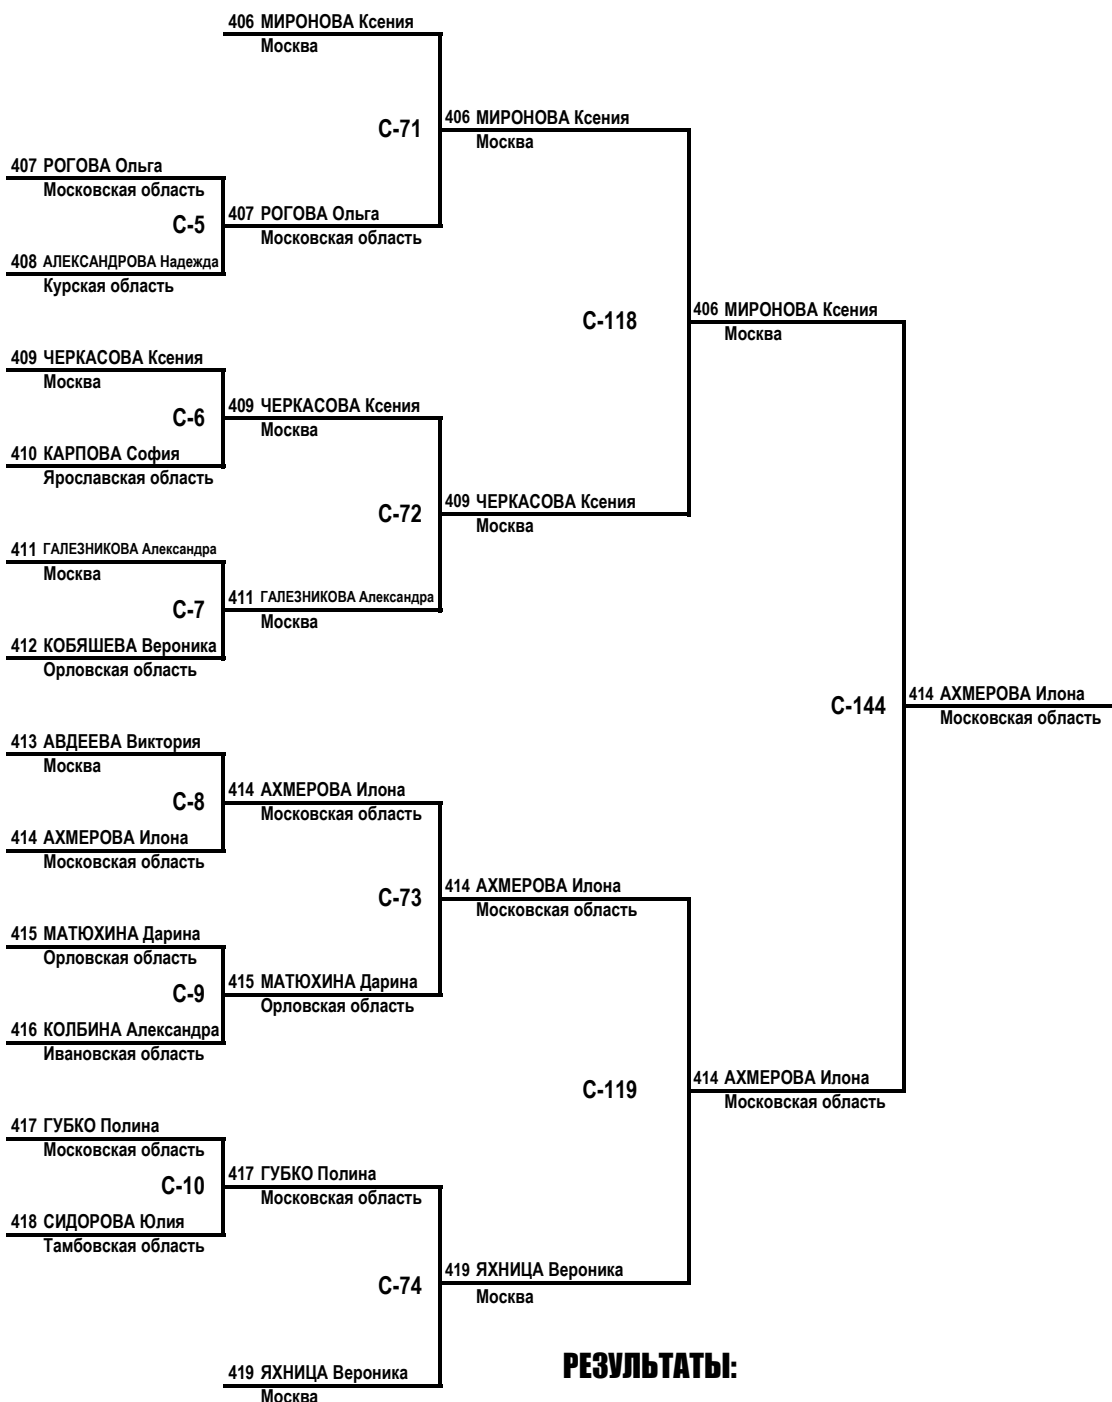 406 МИРОНОВА Ксения
Москва
С-71
406 МИРОНОВА Ксения
Москва
407 РОГОВА Ольга
Московская область
С-5
407 РОГОВА Ольга
Московская область
408 АЛЕКСАНДРОВА Надежда
Курская область
С-118
406 МИРОНОВА Ксения
Москва
409 ЧЕРКАСОВА Ксения
Москва
С-6
409 ЧЕРКАСОВА Ксения
Москва
410 КАРПОВА София
Ярославская область
С-72
409 ЧЕРКАСОВА Ксения
Москва
411 ГАЛЕЗНИКОВА Александра
Москва
С-7
411 ГАЛЕЗНИКОВА Александра
Москва
412 КОБЯШЕВА Вероника
Орловская область
С-144
414 АХМЕРОВА Илона
Московская область
413 АВДЕЕВА Виктория
Москва
С-8
414 АХМЕРОВА Илона
Московская область
414 АХМЕРОВА Илона
Московская область
С-73
414 АХМЕРОВА Илона
Московская область
415 МАТЮХИНА Дарина
Орловская область
С-9
415 МАТЮХИНА Дарина
Орловская область
416 КОЛБИНА Александра
Ивановская область
С-119
414 АХМЕРОВА Илона
Московская область
417 ГУБКО Полина
Московская область
С-10
417 ГУБКО Полина
Московская область
418 СИДОРОВА Юлия
Тамбовская область
С-74
419 ЯХНИЦА Вероника
Москва
РЕЗУЛЬТАТЫ:
419 ЯХНИЦА Вероника
Москва